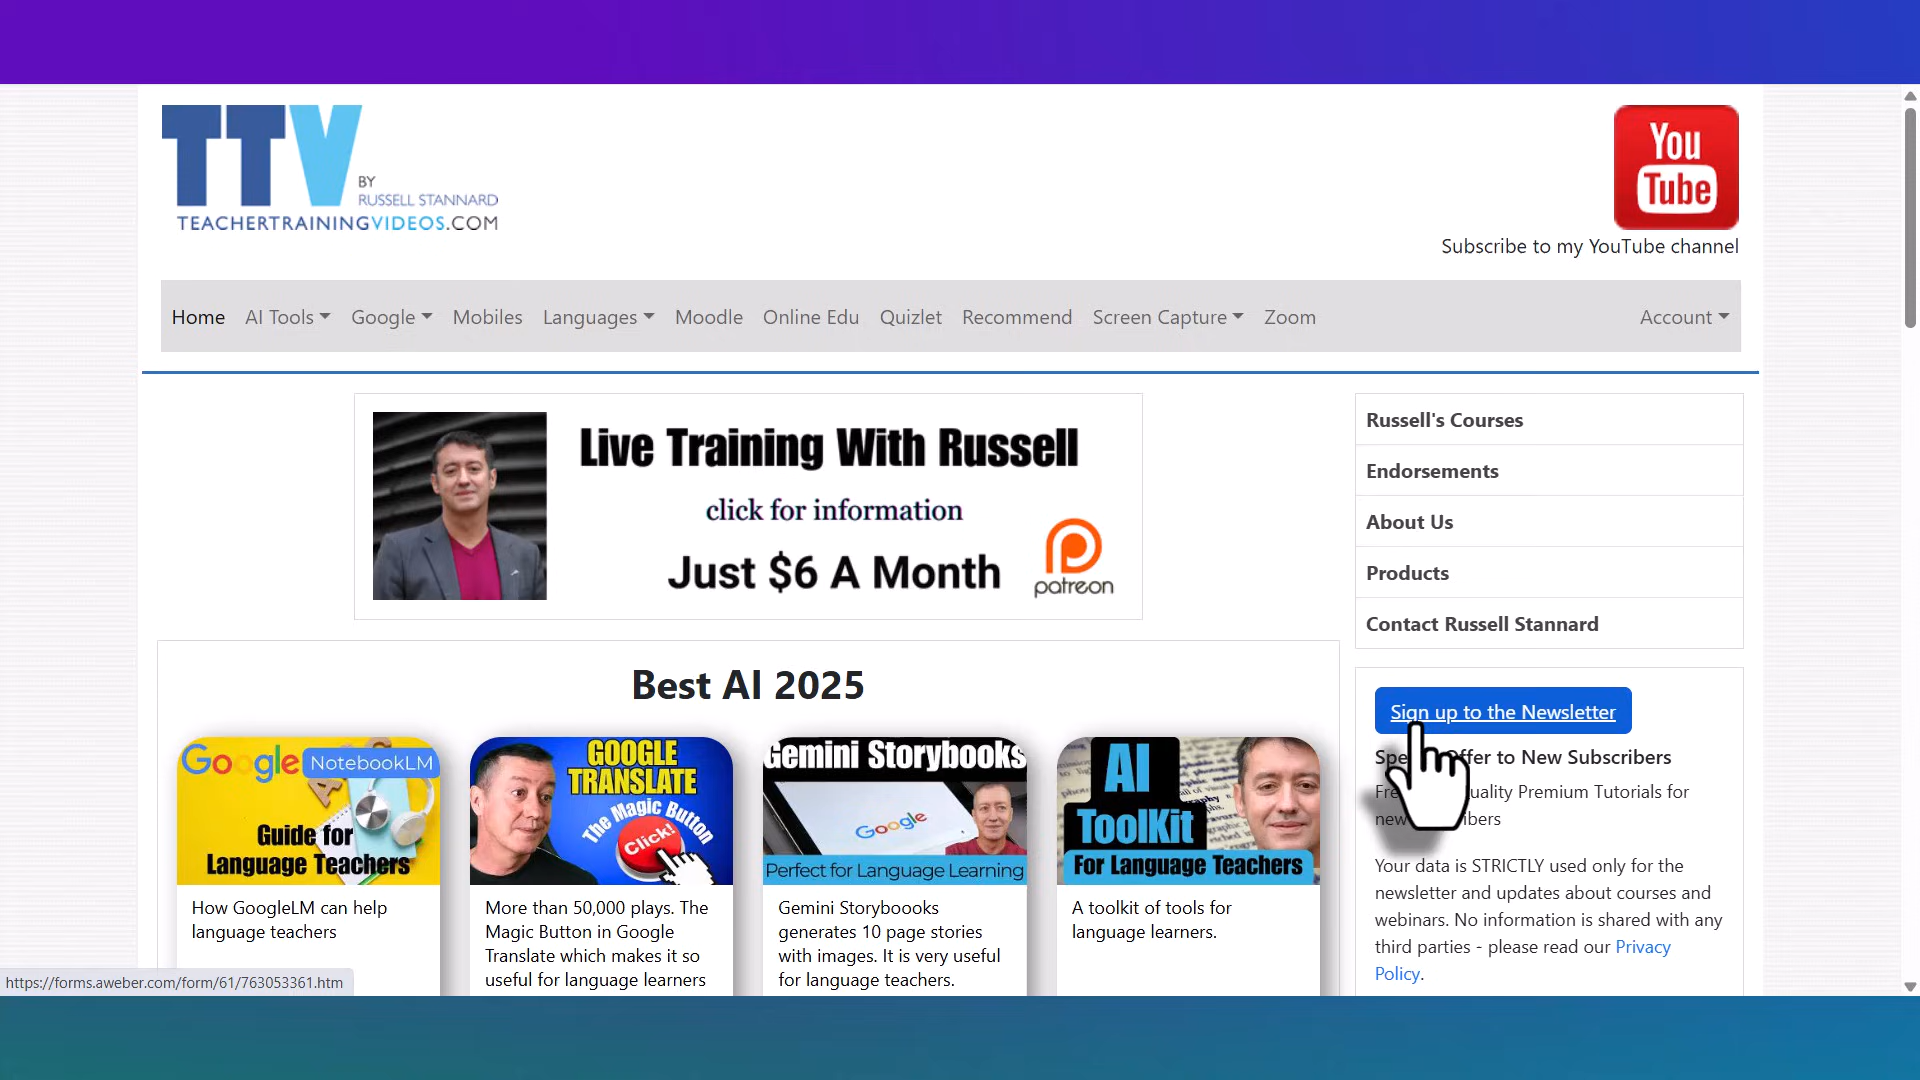 TTV
BY
RUSSELL STANNARD
TEACHERTRAININGVIDEOS.COM
You
Tube
Subscribe to my YouTube channel
Home AI Tools Google Mobiles Languages Moodle Online Edu Quizlet Recommend Screen Capture Zoom Account
Live Training With Russell
click for information
Just $6 A Month
patreon
Russell's Courses
Endorsements
About Us
Products
Contact Russell Stannard
Best AI 2025
Google NotebookLM
Guide for
Language Teachers
How GoogleLM can help
language teachers
GOOGLE
TRANSLATE
The Magic Button
Click!
More than 50,000 plays. The
Magic Button in Google
Translate which makes it so
useful for language learners
Gemini Storybooks
Google
Perfect for Language Learning
Gemini Storyboooks
generates 10 page stories
with images. It is very useful
for language teachers.
AI
ToolKit
For Language Teachers
A toolkit of tools for
language learners.
Sign up to the Newsletter
to New Subscribers
Premium Tutorials for
Your data is STRICTLY used only for the
newsletter and updates about courses and
webinars. No information is shared with any
third parties - please read our Privacy
Policy.
https://forms.aweber.com/form/61/763053361.htm